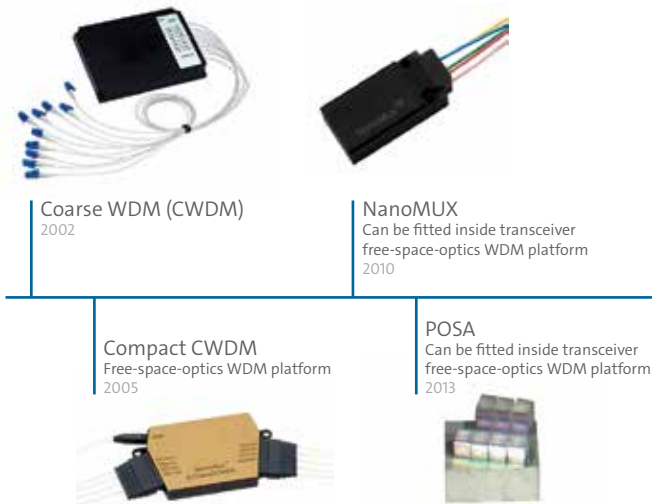 Coarse WDM (CWDM)
2002
NanoMUX
Can be fitted inside transceiver
free-space-optics WDM platform
2010
Compact CWDM
Free-space-optics WDM platform
2005
POSA
Can be fitted inside transceiver
free-space-optics WDM platform
2013